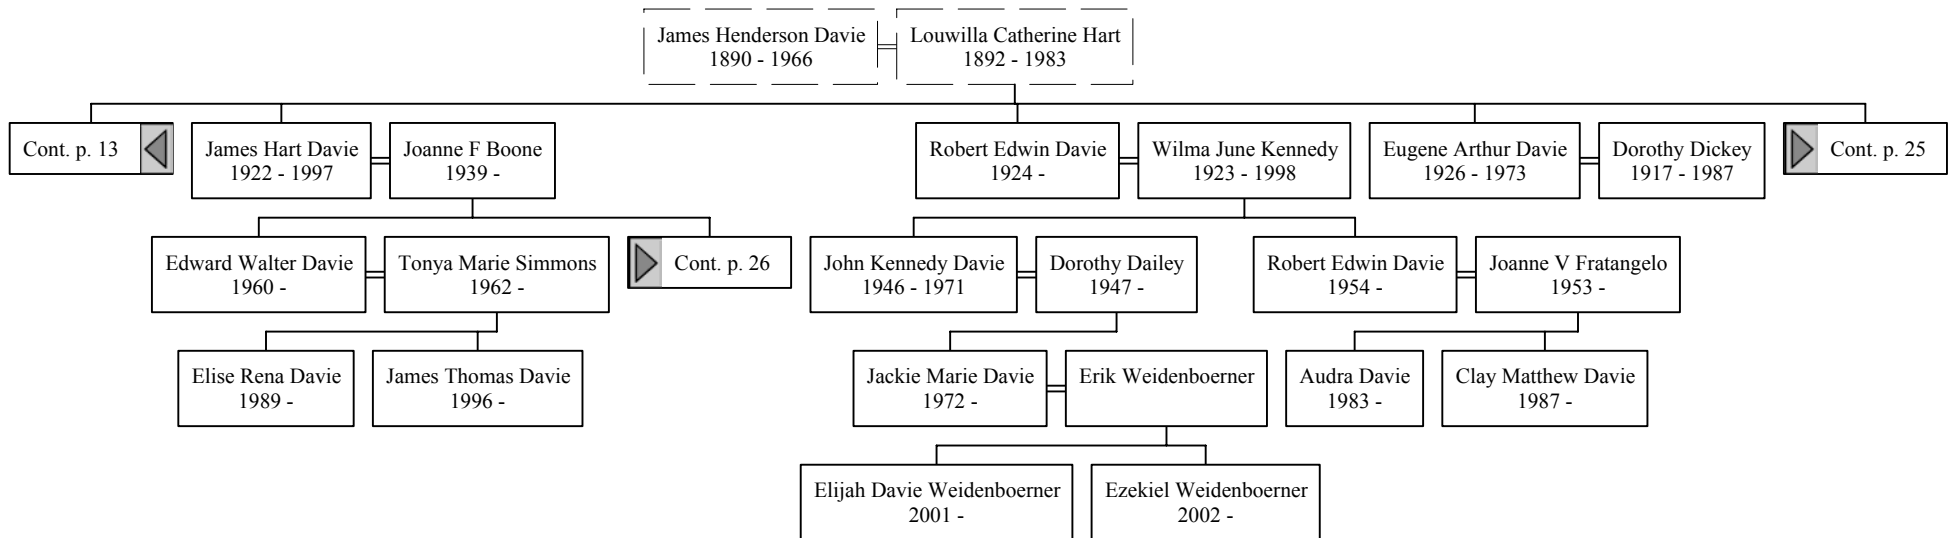 James Henderson Davie
1890 - 1966
Louwilla Catherine Hart
1892 - 1983
Cont. p. 13
James Hart Davie
1922 - 1997
Joanne F Boone
1939 -
Robert Edwin Davie
1924 -
Wilma June Kennedy
1923 - 1998
Eugene Arthur Davie
1926 - 1973
Dorothy Dickey
1917 - 1987
Cont. p. 25
Edward Walter Davie
1960 -
Tonya Marie Simmons
1962 -
Cont. p. 26
John Kennedy Davie
1946 - 1971
Dorothy Dailey
1947 -
Robert Edwin Davie
1954 -
Joanne V Fratangelo
1953 -
Elise Rena Davie
1989 -
James Thomas Davie
1996 -
Jackie Marie Davie
1972 -
Erik Weidenboerner
Audra Davie
1983 -
Clay Matthew Davie
1987 -
Elijah Davie Weidenboerner
2001 -
Ezekiel Weidenboerner
2002 -